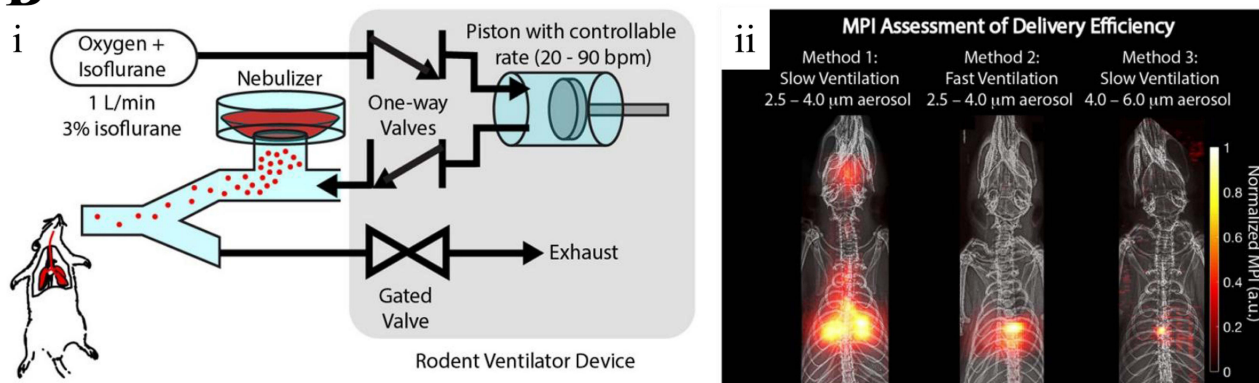 i
Oxygen +
Isoflurane
1 L/min
3% isoflurane
Nebulizer
One-way
Valves
Piston with controllable
rate (20 - 90 bpm)
Exhaust
Gated
Valve
Rodent Ventilator Device
ii
MPI Assessment of Delivery Efficiency
Method 1:
Slow Ventilation
2.5 – 4.0 μm aerosol
Method 2:
Fast Ventilation
2.5 – 4.0 μm aerosol
Method 3:
Slow Ventilation
4.0 – 6.0 μm aerosol
1
0.8
0.6
0.4
0.2
0
Normalized MPI (a.u.)